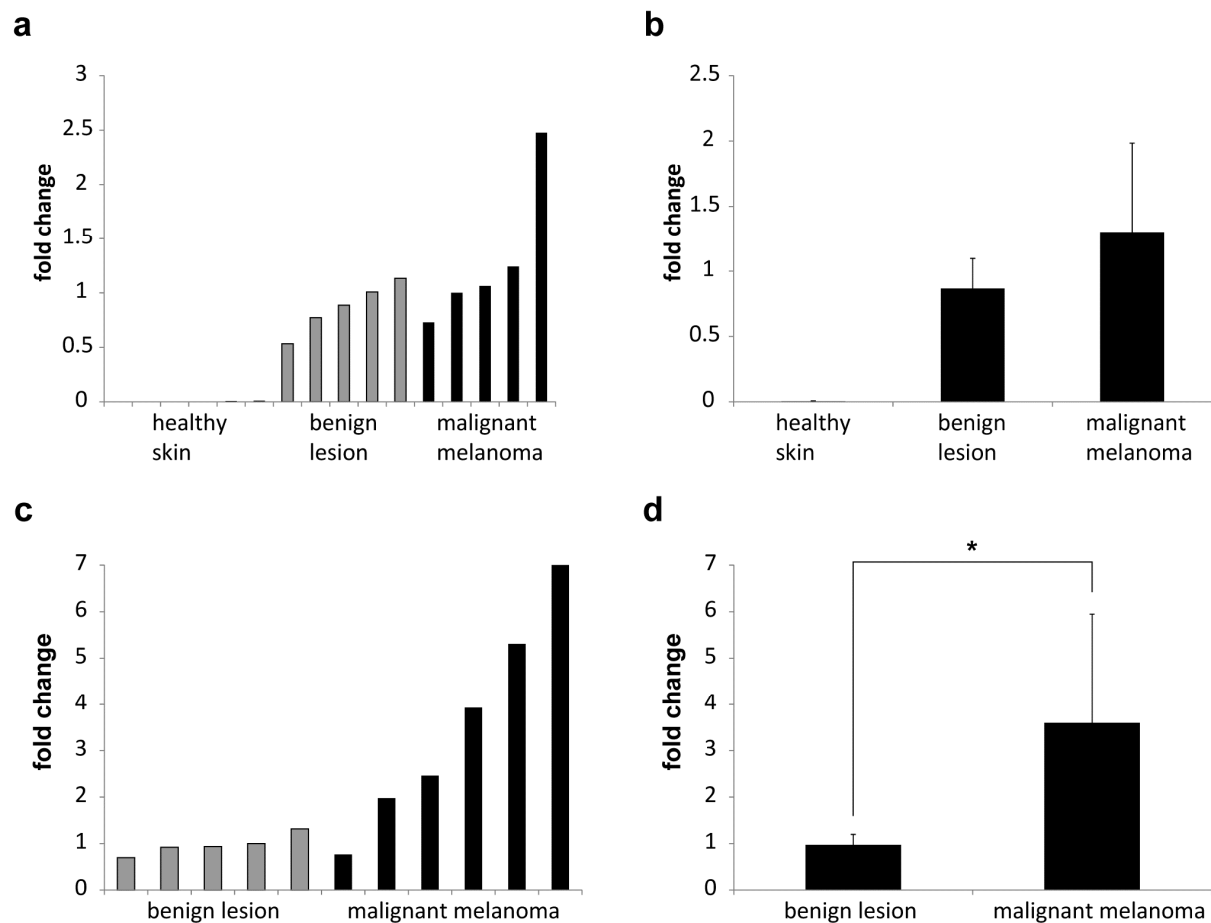 a
fold change
3
2.5
2
1.5
1
0.5
0
healthy
skin
benign
lesion
malignant
melanoma
b
fold change
2.5
2
1.5
1
0.5
0
healthy
skin
benign
lesion
malignant
melanoma
c
fold change
7
6
5
4
3
2
1
0
benign lesion
malignant melanoma
d
fold change
7
6
5
4
3
2
1
0
*
benign lesion
malignant melanoma